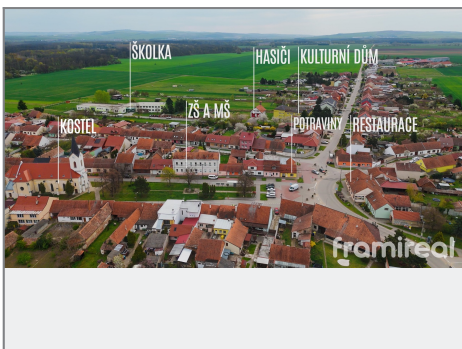 ŠKOLKA
HASIČI
KULTURNÍ DŮM
KOSTEL
ZŠ A MŠ
POTRAVINY
RESTAURACE
framireal